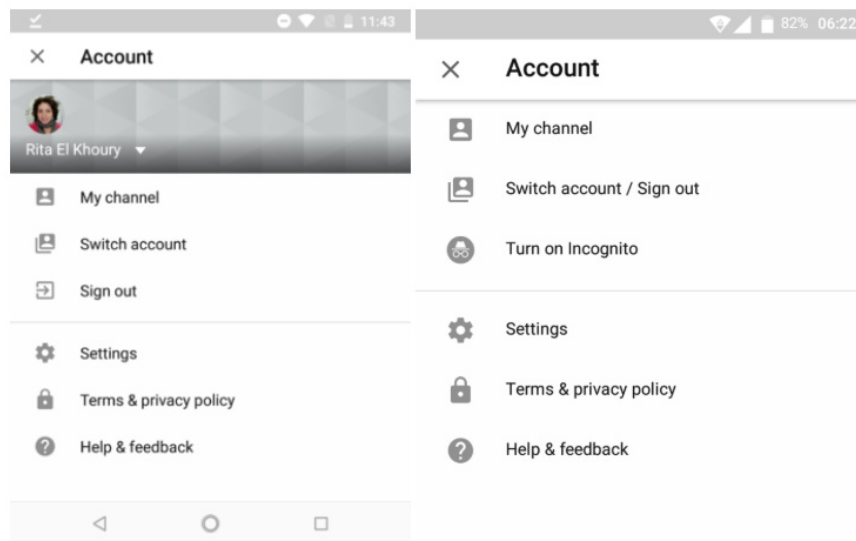 11:43
Account
Rita El Khoury
My channel
Switch account
Sign out
Settings
Terms & privacy policy
Help & feedback
82% 06:22
Account
My channel
Switch account / Sign out
Turn on Incognito
Settings
Terms & privacy policy
Help & feedback